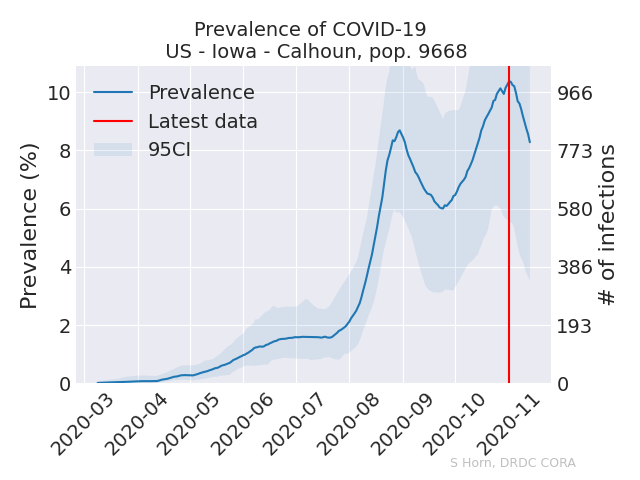 Prevalence of COVID-19
US - Iowa - Calhoun, pop. 9668
Prevalence
Latest data
95CI
Prevalence (%)
10
8
6
4
2
0
# of infections
966
773
580
386
193
0
2020-03
2020-04
2020-05
2020-06
2020-07
2020-08
2020-09
2020-10
2020-11
S Horn, DRDC CORA